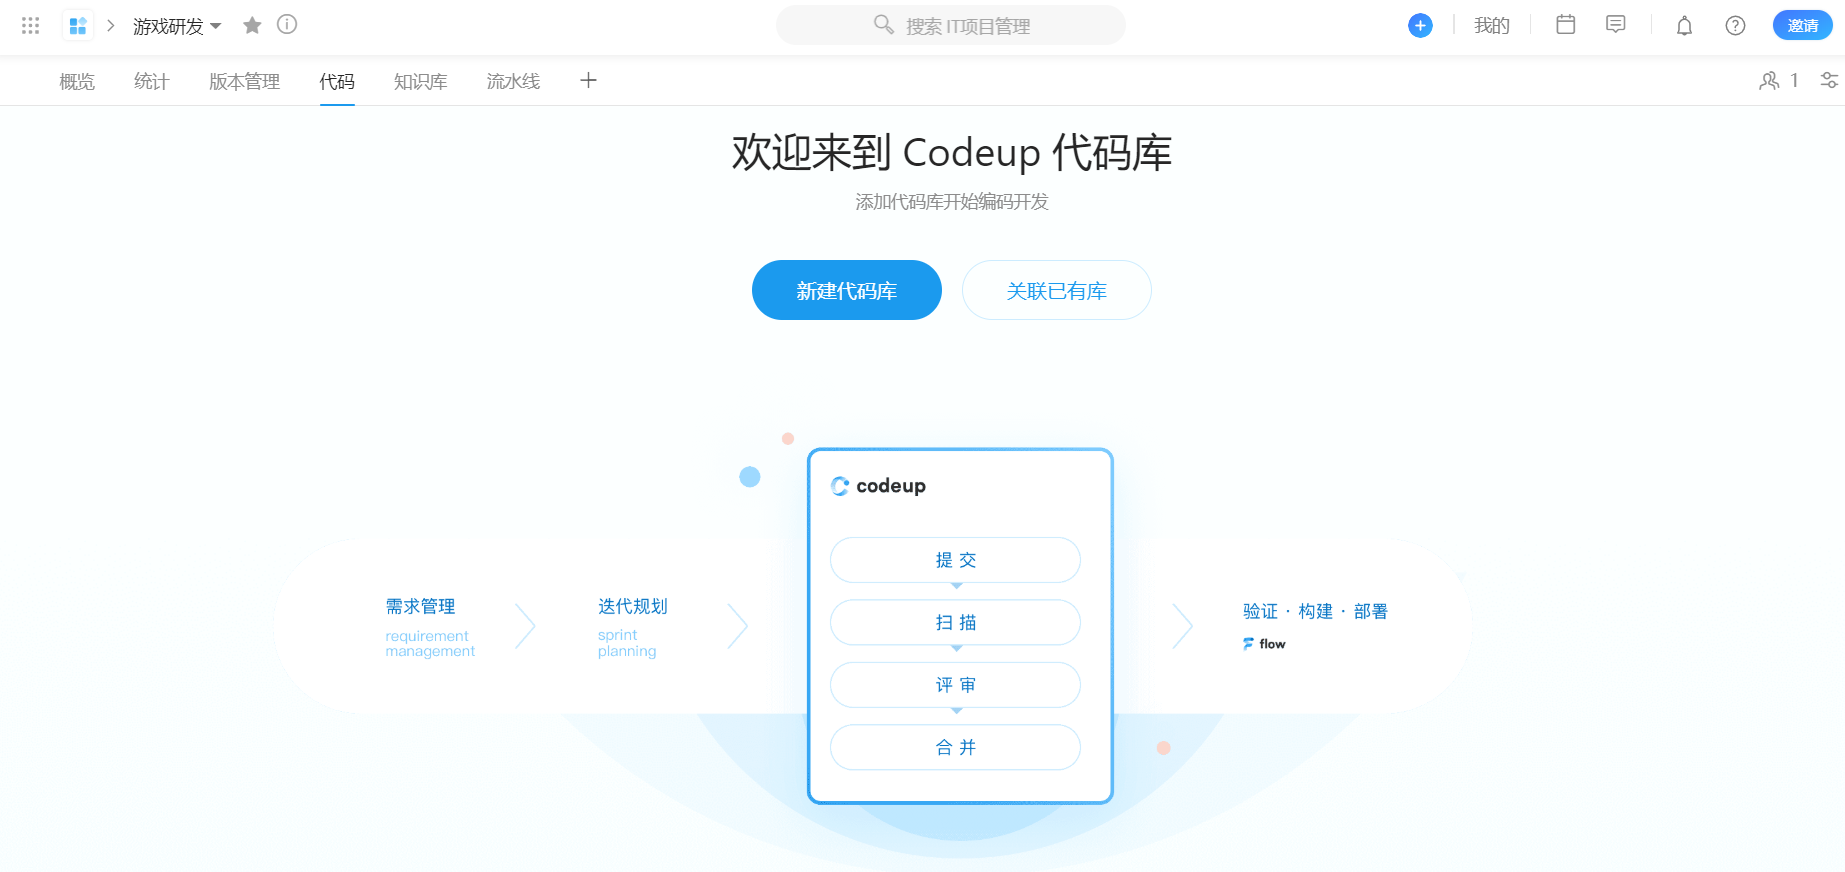 游戏研发
搜索 IT项目管理
我的
邀请
概览
统计
版本管理
代码
知识库
流水线
1
欢迎来到 Codeup 代码库
添加代码库开始编码开发
新建代码库
关联已有库
codeup
提交
扫描
评审
合并
需求管理
requirement
management
迭代规划
sprint
planning
验证 · 构建 · 部署
flow